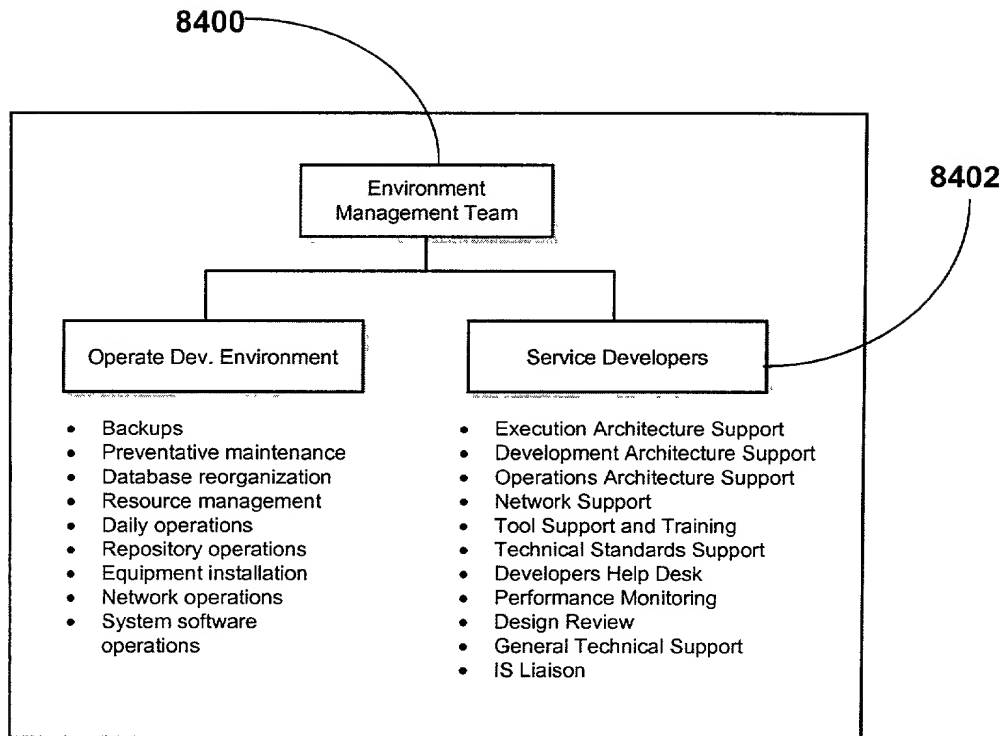 8400
8402
Environment
Management Team
Operate Dev. Environment
Service Developers
• Backups
• Preventative maintenance
• Database reorganization
• Resource management
• Daily operations
• Repository operations
• Equipment installation
• Network operations
• System software
operations
• Execution Architecture Support
• Development Architecture Support
• Operations Architecture Support
• Network Support
• Tool Support and Training
• Technical Standards Support
• Developers Help Desk
• Performance Monitoring
• Design Review
• General Technical Support
• IS Liaison